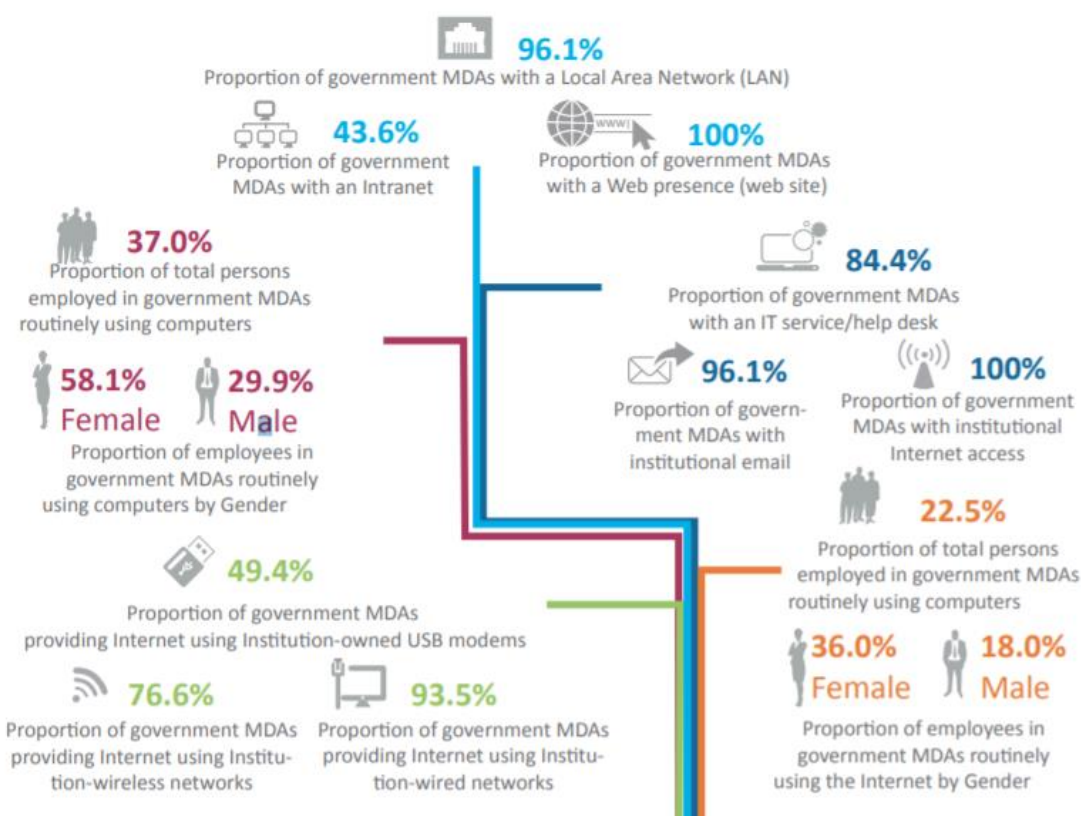 96.1%
Proportion of government MDAs with a Local Area Network (LAN)
43.6%
Proportion of government
MDAs with an Intranet
www
100%
Proportion of government MDAs
with a Web presence (web site)
37.0%
Proportion of total persons
employed in government MDAs
routinely using computers
84.4%
Proportion of government MDAs
with an IT service/help desk
58.1%
Female
29.9%
Male
Proportion of employees in
government MDAs routinely
using computers by Gender
96.1%
Proportion of govern-
ment MDAs with
institutional email
100%
Proportion of government
MDAs with institutional
Internet access
22.5%
Proportion of total persons
employed in government MDAs
routinely using computers
49.4%
Proportion of government MDAs
providing Internet using Institution-owned USB modems
36.0%
Female
18.0%
Male
Proportion of employees in
government MDAs routinely
using the Internet by Gender
76.6%
Proportion of government MDAs
providing Internet using Institu-
tion-wireless networks
93.5%
Proportion of government MDAs
providing Internet using Institu-
tion-wired networks